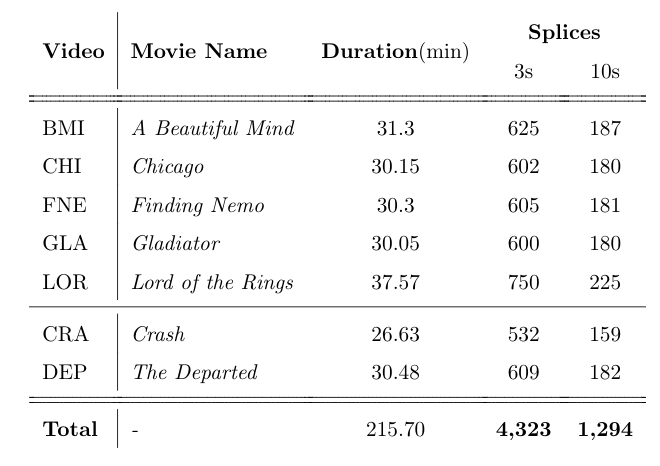 Video Movie Name Duration(min) Splices
3s 10s
BMI A Beautiful Mind 31.3 625 187
CHI Chicago 30.15 602 180
FNE Finding Nemo 30.3 605 181
GLA Gladiator 30.05 600 180
LOR Lord of the Rings 37.57 750 225
CRA Crash 26.63 532 159
DEP The Departed 30.48 609 182
Total - 215.70 4,323 1,294